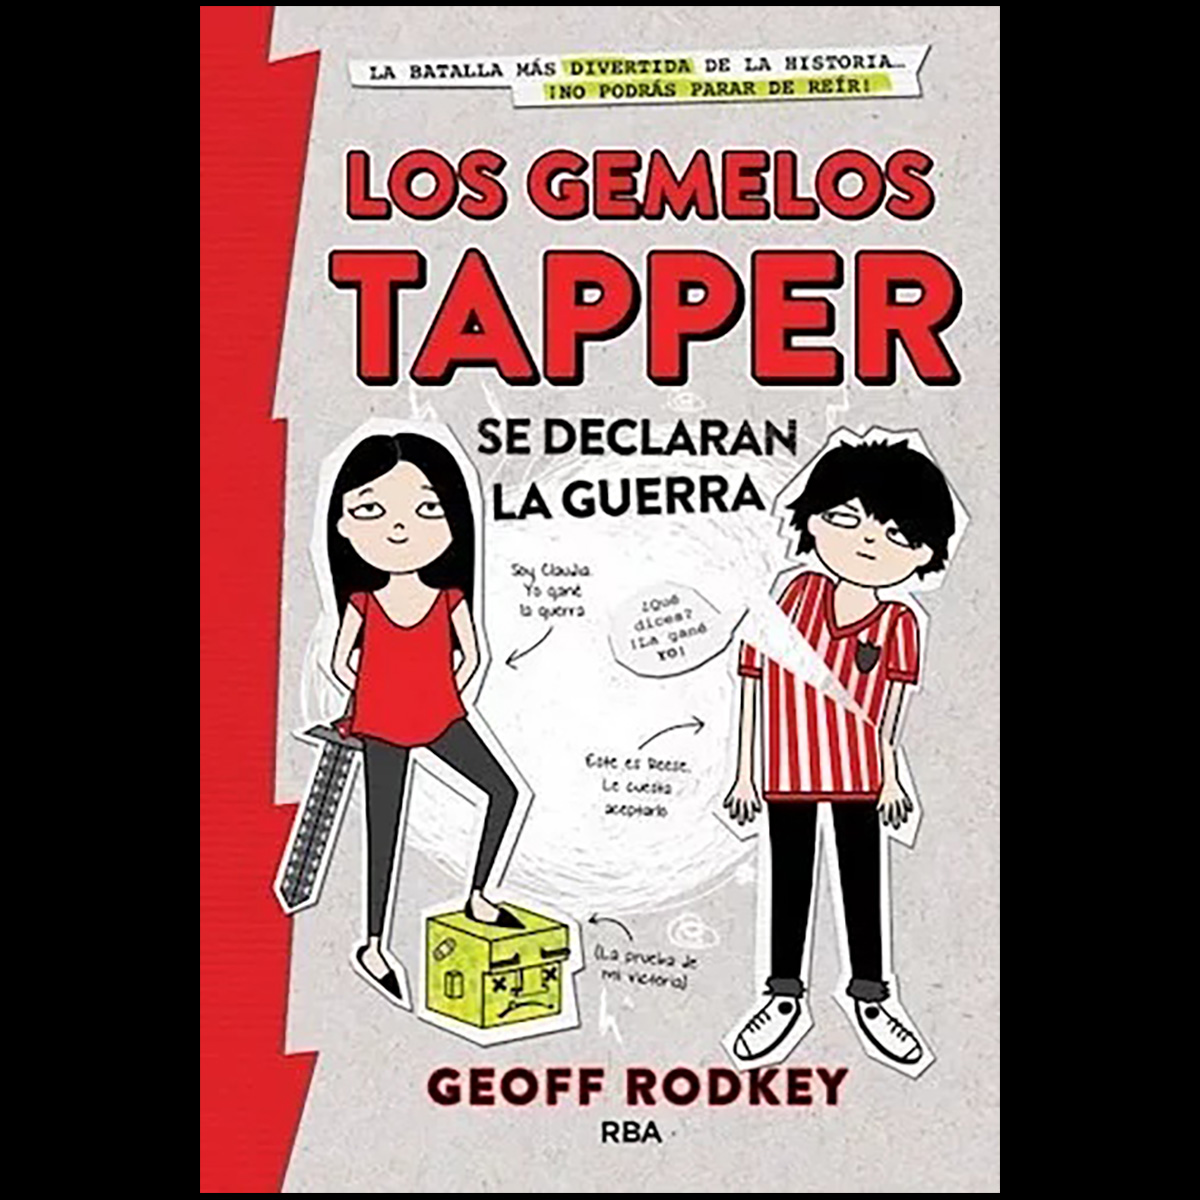 LA BATALLA MÁS DIVERTIDA DE LA HISTORIA…
¡NO PODRÁS PARAR DE REÍR!
LOS GEMELOS
TAPPER
SE DECLARAN
LA GUERRA
Soy Claudia.
Yo gané
la guerra
¿Qué
dices?
¡La gané
YO!
Este es Reese.
Le cuesta
aceptarlo
(La prueba de
mi victoria)
GEOFF RODKEY
RBA